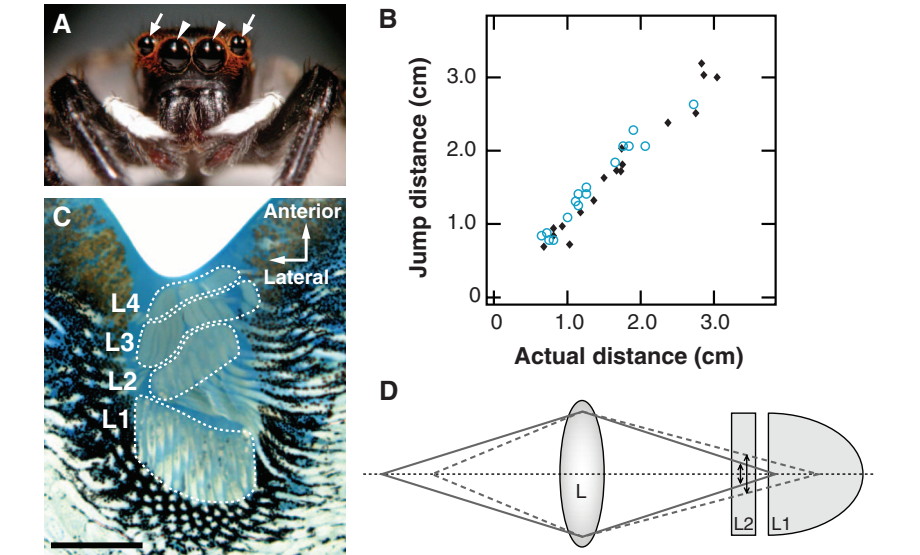 A
B
Jump distance (cm)
3.0
2.0
1.0
0
0 1.0 2.0 3.0
Actual distance (cm)
C
Anterior
Lateral
L4
L3
L2
L1
D
L
L2
L1